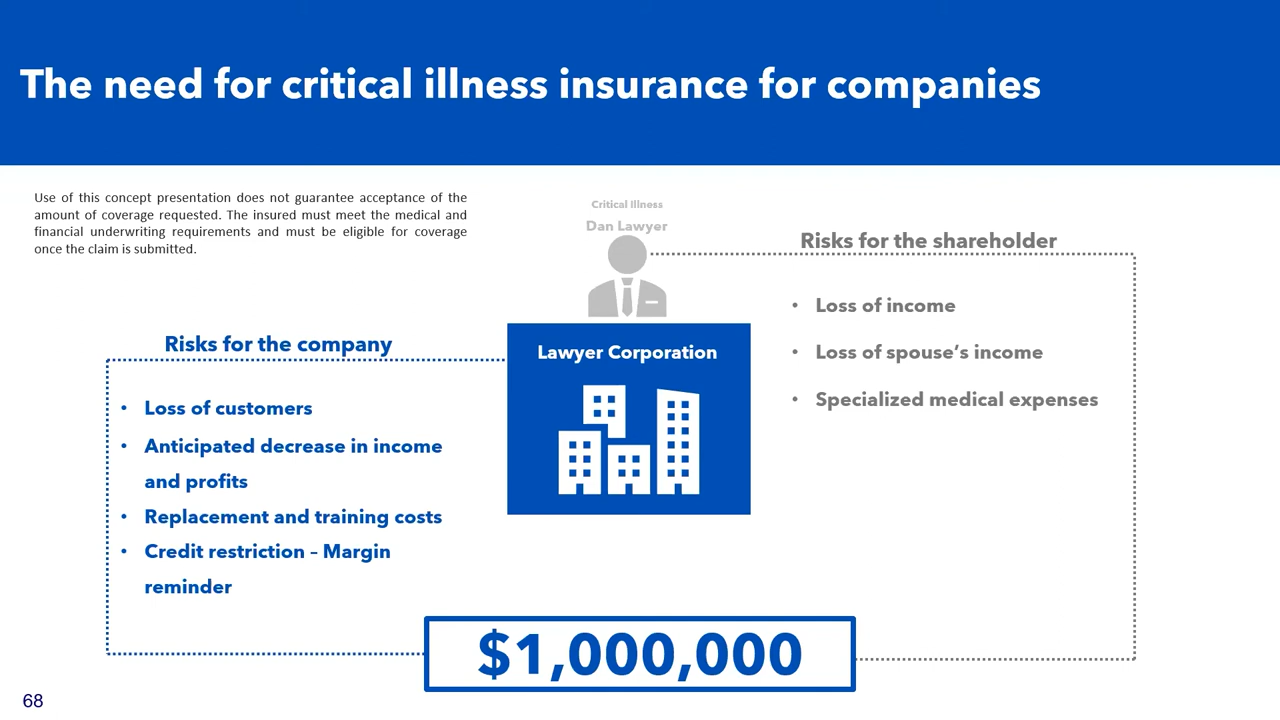 The need for critical illness insurance for companies
Use of this concept presentation does not guarantee acceptance of the
amount of coverage requested. The insured must meet the medical and
financial underwriting requirements and must be eligible for coverage
once the claim is submitted.
Critical Illness
Dan Lawyer
Risks for the shareholder
• Loss of income
• Loss of spouse’s income
• Specialized medical expenses
Risks for the company
• Loss of customers
• Anticipated decrease in income
and profits
• Replacement and training costs
• Credit restriction – Margin
reminder
Lawyer Corporation
$1,000,000
68